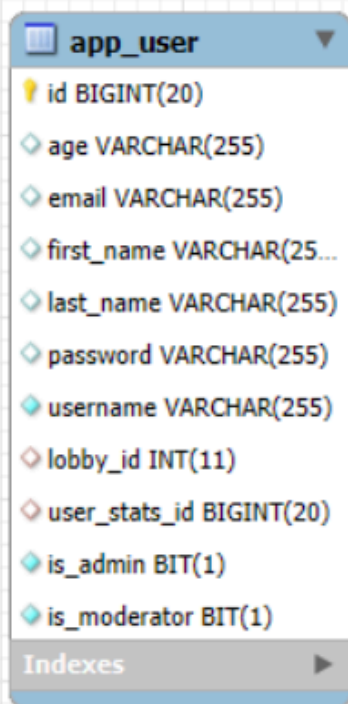 app_user
id BIGINT(20)
age VARCHAR(255)
email VARCHAR(255)
first_name VARCHAR(25...
last_name VARCHAR(255)
password VARCHAR(255)
username VARCHAR(255)
lobby_id INT(11)
user_stats_id BIGINT(20)
is_admin BIT(1)
is_moderator BIT(1)
Indexes